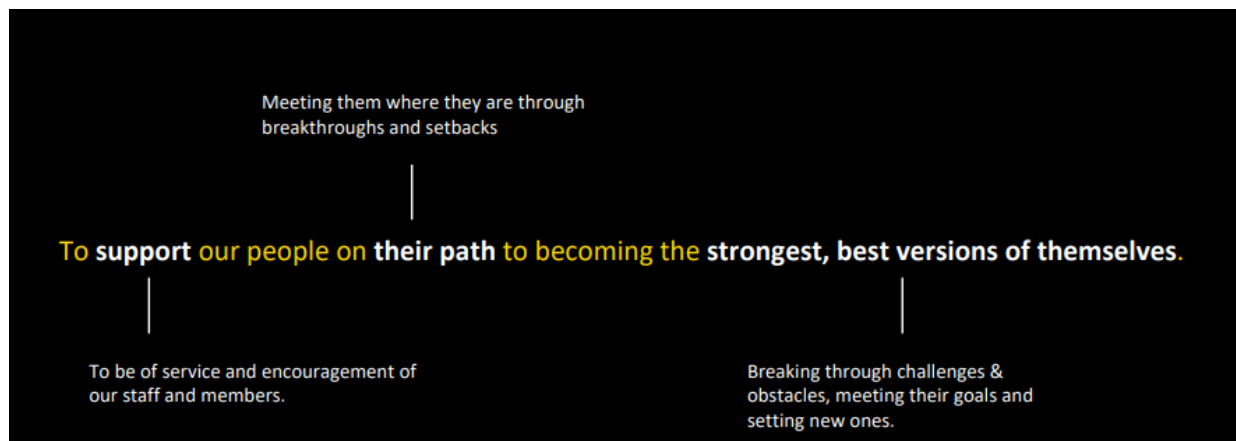 Meeting them where they are through
breakthroughs and setbacks
To support our people on their path to becoming the strongest, best versions of themselves.
To be of service and encouragement of
our staff and members.
Breaking through challenges &
obstacles, meeting their goals and
setting new ones.